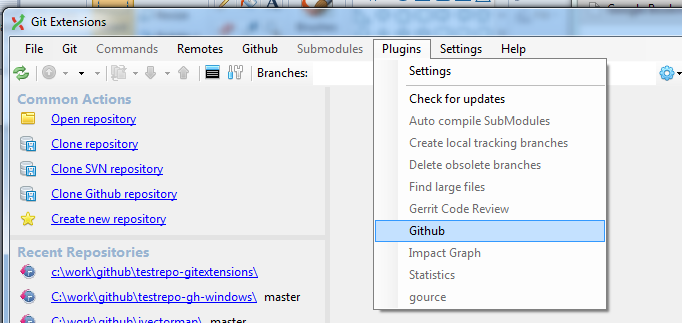 Git Extensions
File Git Commands Remotes Github Submodules Plugins Settings Help
Branches:
Settings
Check for updates
Auto compile SubModules
Create local tracking branches
Delete obsolete branches
Find large files
Gerrit Code Review
Github
Impact Graph
Statistics
gource
Common Actions
Open repository
Clone repository
Clone SVN repository
Clone Github repository
Create new repository
Recent Repositories
c:\work\github\testrepo-gitextensions\
c:\work\github\testrepo-gh-windows\ master
c:\work\github\jvectormap\ master